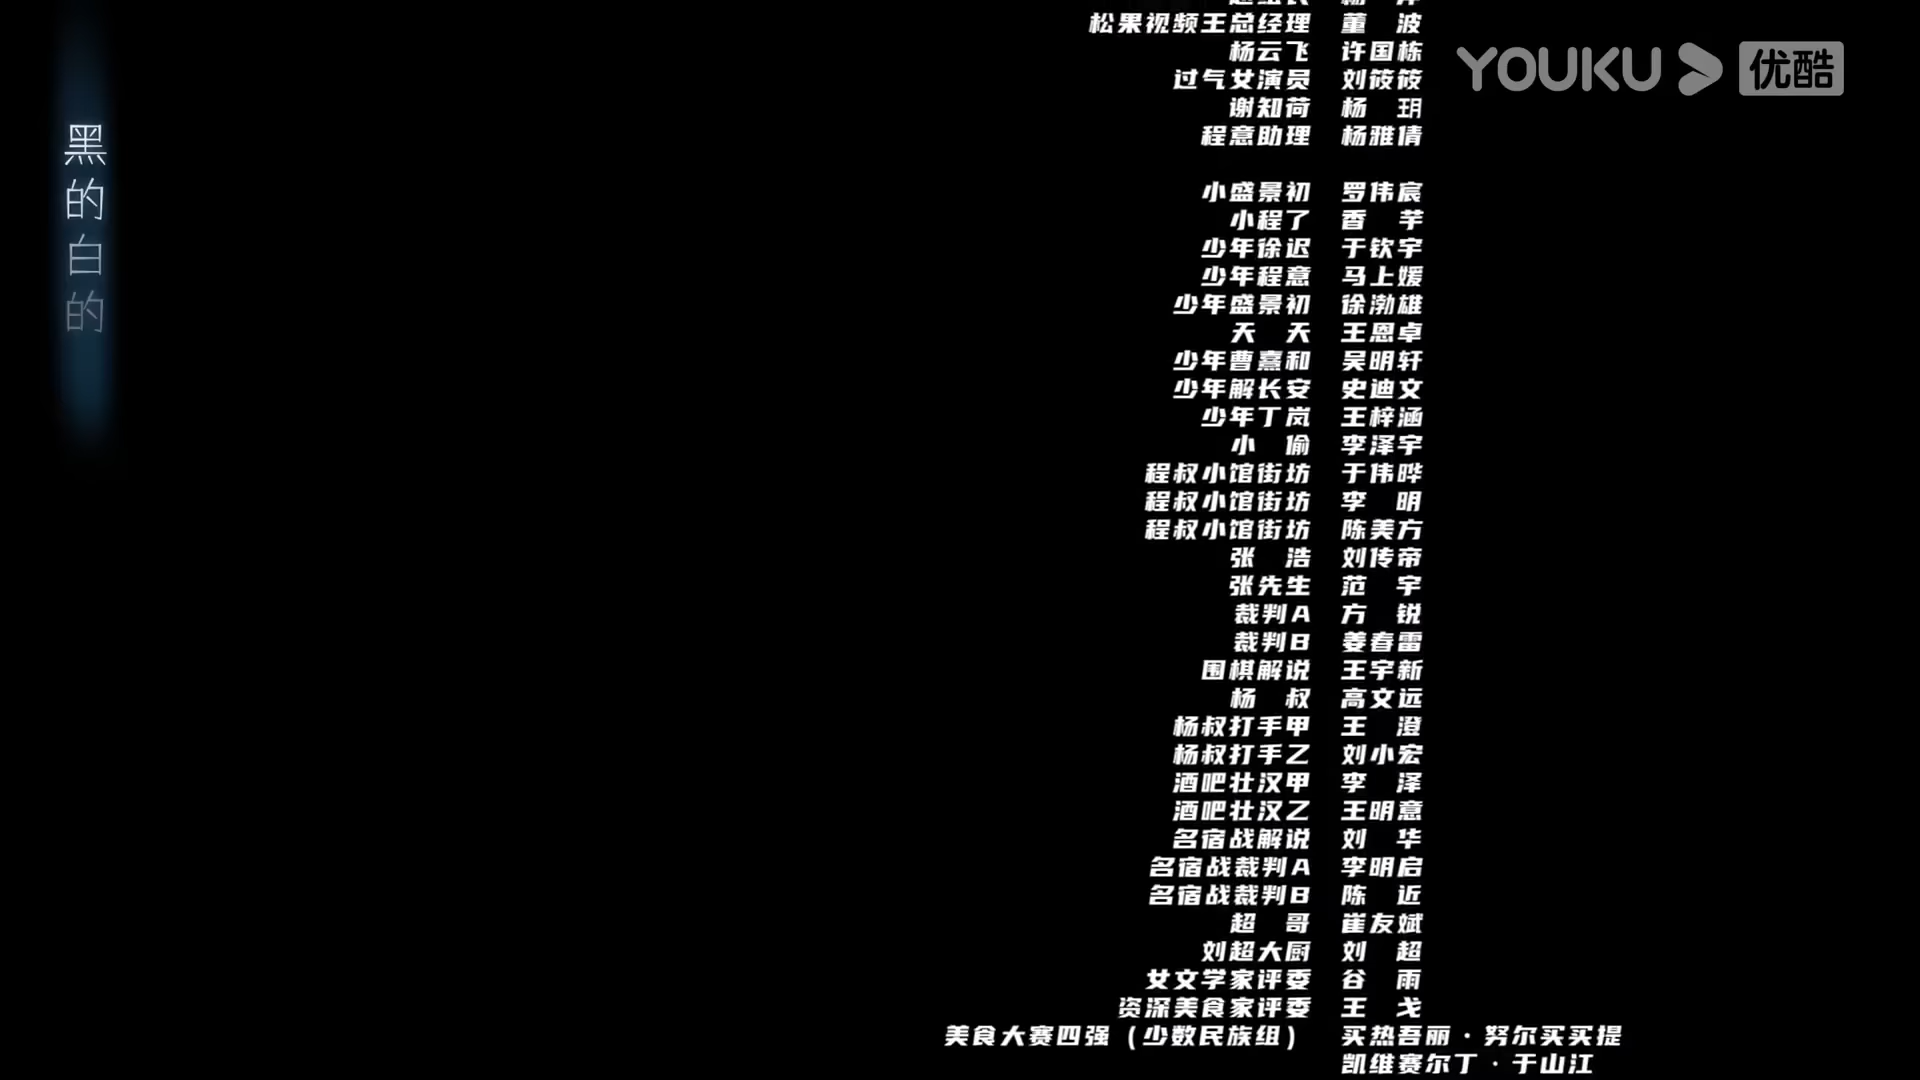 松果视频王总经理 董 波
杨云飞 许国栋
过气女演员 刘筱筱
谢知荷 杨 玥
程意助理 杨雅倩
小盛景初 罗伟宸
小程了 香 芋
少年徐迟 于钦宇
少年程意 马上媛
少年盛景初 徐渤雄
天 天 王恩卓
少年曹熹和 吴明轩
少年解长安 史迪文
少年丁岚 王梓涵
小 偷 李泽宇
程叔小馆街坊 于伟晔
程叔小馆街坊 李 明
程叔小馆街坊 陈美方
张 浩 刘传帝
张先生 范 宇
裁判A 方 锐
裁判B 姜春雷
围棋解说 王宇新
杨 叔 高文远
杨叔打手甲 王 澄
杨叔打手乙 刘小宏
酒吧壮汉甲 李 泽
酒吧壮汉乙 王明意
名宿战解说 刘 华
名宿战裁判A 李明启
名宿战裁判B 陈 近
超 哥 崔友斌
刘超大厨 刘 超
女文学家评委 谷 雨
资深美食家评委 王 戈
美食大赛四强（少数民族组） 买热吾丽·努尔买买提
凯维赛尔丁·于山江
YOUKU 优酷
黑的白的